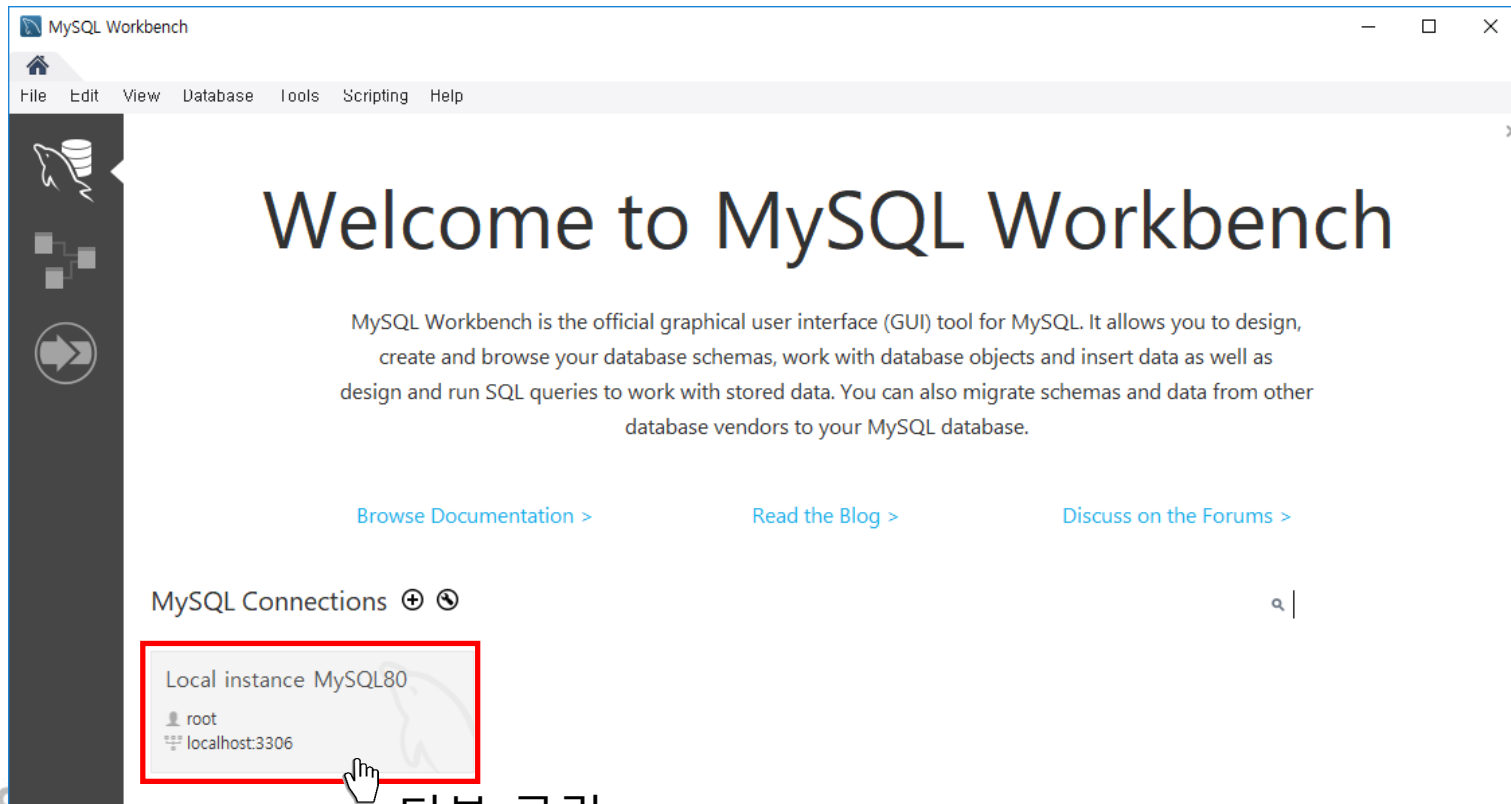 MySQL Workbench
File Edit View Database Tools Scripting Help
Welcome to MySQL Workbench
MySQL Workbench is the official graphical user interface (GUI) tool for MySQL. It allows you to design,
create and browse your database schemas, work with database objects and insert data as well as
design and run SQL queries to work with stored data. You can also migrate schemas and data from other
database vendors to your MySQL database.
Browse Documentation > Read the Blog > Discuss on the Forums >
MySQL Connections
Local instance MySQL80
root
localhost:3306